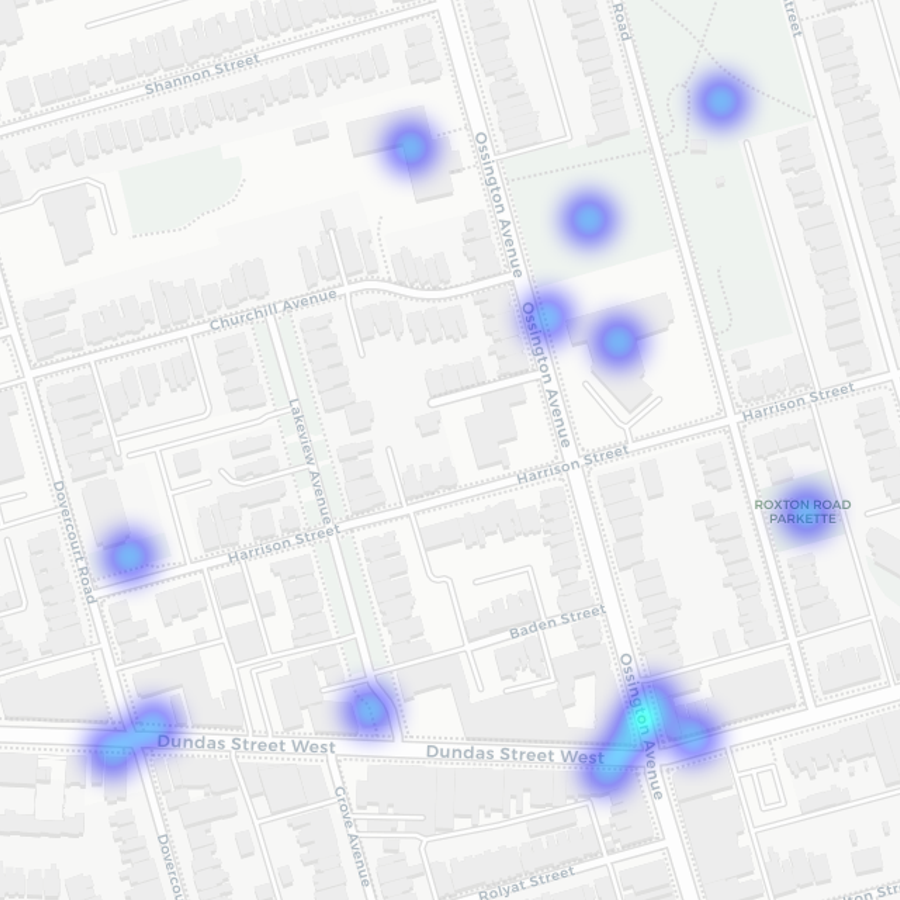 Road
Street
Shannon Street
Ossington Avenue
Churchill Avenue
Ossington Avenue
Harrison Street
Lakeview Avenue
Harrison Street
Dovercourt Road
ROXTON ROAD
PARKETTE
Harrison Street
Baden Street
Ossington Avenue
Dundas Street West
Dundas Street West
Grove Avenue
Dovercou
Rolyat Street
lton Str